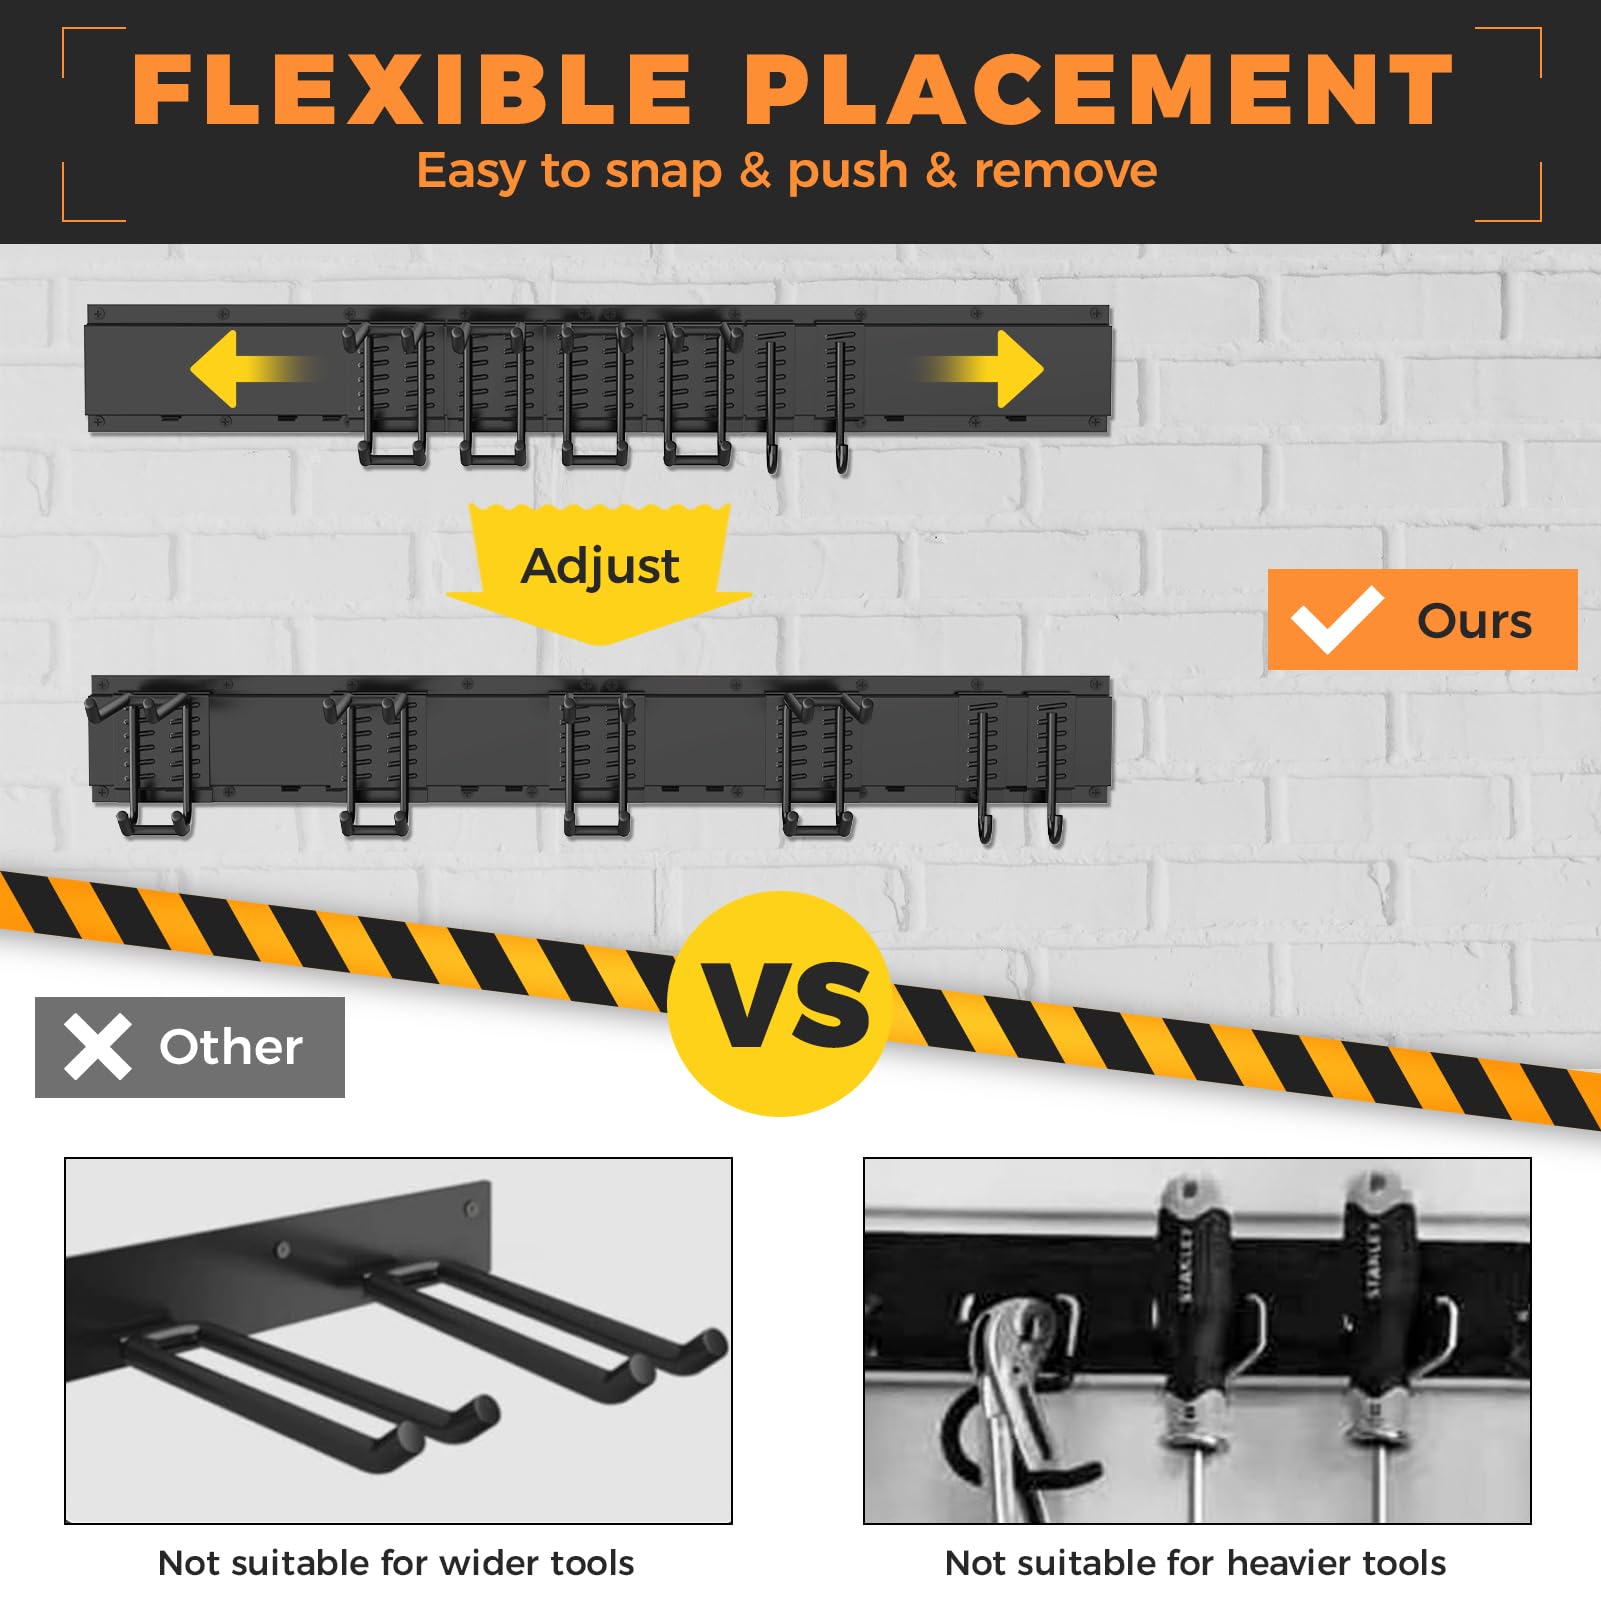 FLEXIBLE PLACEMENT
Easy to snap & push & remove
Adjust
Ours
VS
Other
STANLEY
STANLEY
Not suitable for wider tools
Not suitable for heavier tools